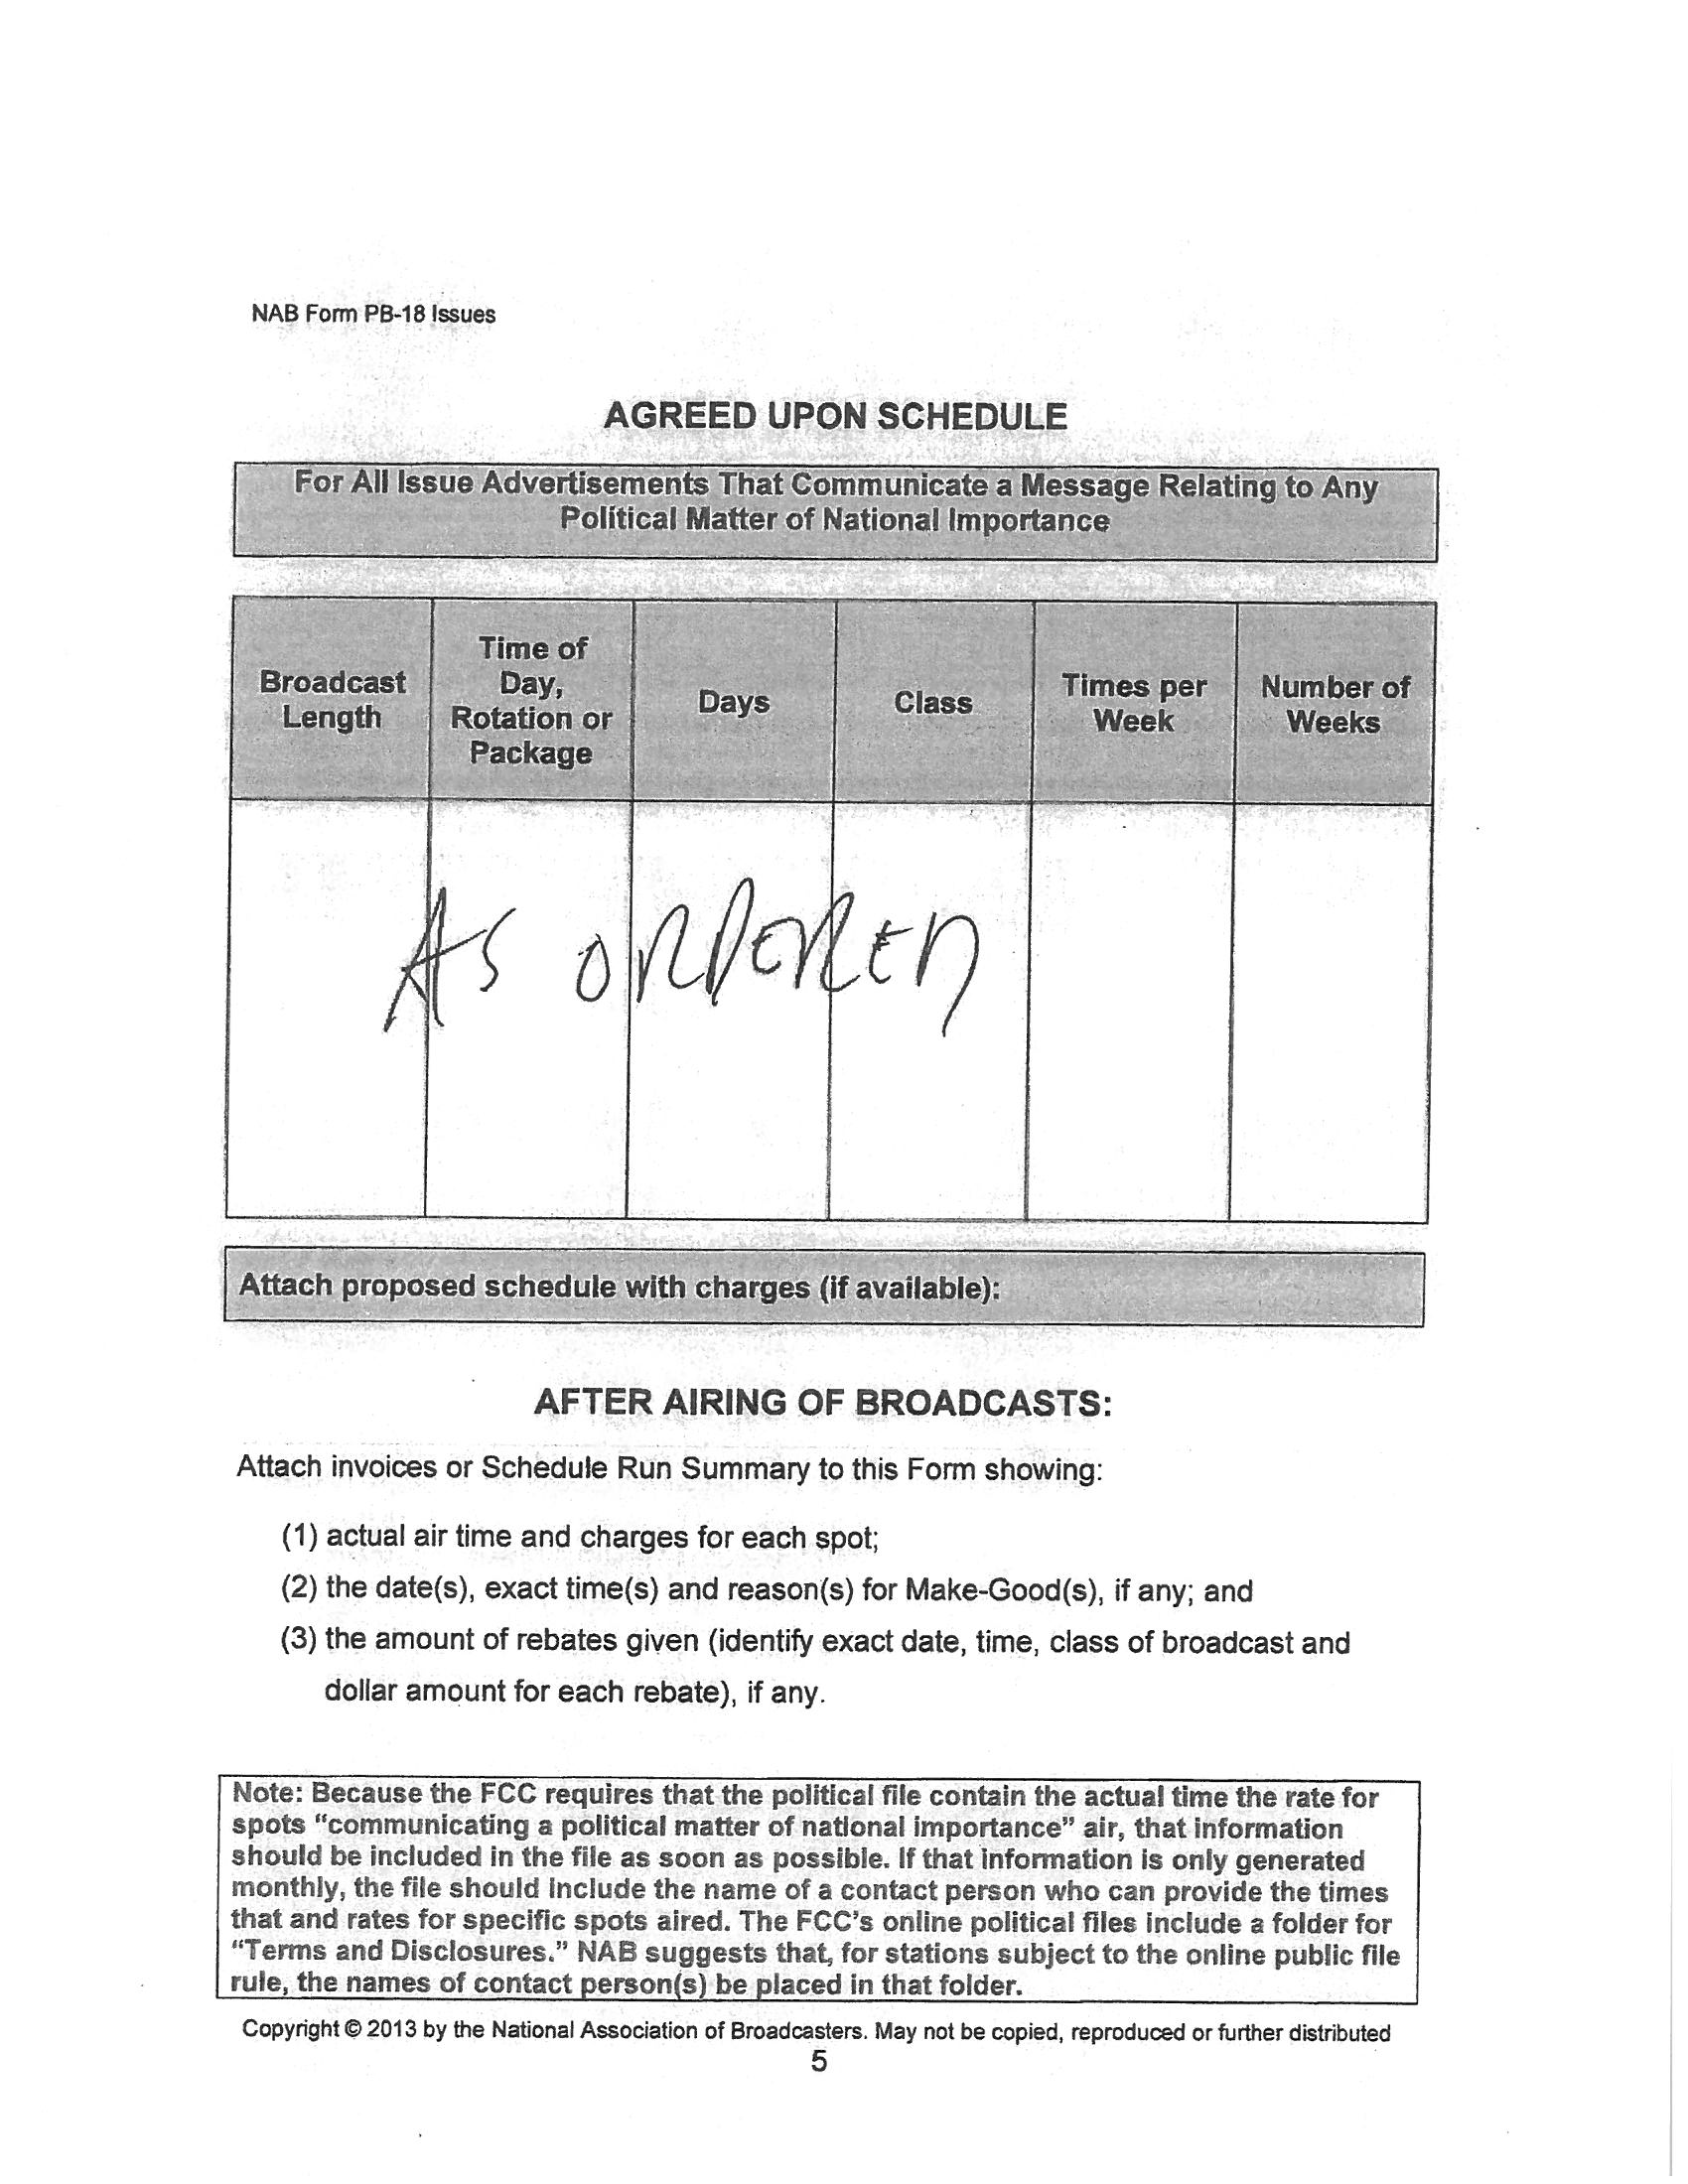 NAB Form PB-18 Issues
AGREED UPON SCHEDULE
For All Issue Advertisements That Communicate a Message Relating to Any
Political Matter of National Importance
Broadcast
Length
Time of
Day,
Rotation or
Package
Days
Class
Times per
Week
Number of
Weeks
AS ORDERED
Attach proposed schedule with charges (if available):
AFTER AIRING OF BROADCASTS:
Attach invoices or Schedule Run Summary to this Form showing:
(1) actual air time and charges for each spot;
(2) the date(s), exact time(s) and reason(s) for Make-Good(s), if any; and
(3) the amount of rebates given (identify exact date, time, class of broadcast and
dollar amount for each rebate), if any.
Note: Because the FCC requires that the political file contain the actual time the rate for
spots "communicating a political matter of national importance" air, that information
should be included in the file as soon as possible. If that information is only generated
monthly, the file should include the name of a contact person who can provide the times
that and rates for specific spots aired. The FCC's online political files include a folder for
"Terms and Disclosures." NAB suggests that, for stations subject to the online public file
rule, the names of contact person(s) be placed in that folder.
Copyright © 2013 by the National Association of Broadcasters. May not be copied, reproduced or further distributed
5